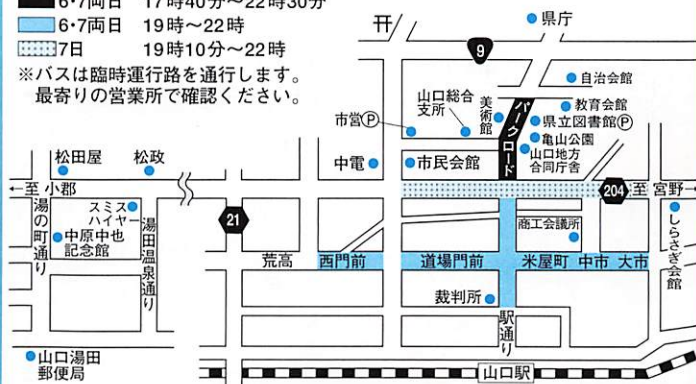 6・7両日 17時40分～22時30分
6・7両日 19時～22時
7日 19時10分～22時
※バスは臨時運行路を通行します。
最寄りの営業所で確認ください。
県庁
9
自治会館
教育会館
県立図書館Ⓟ
亀山公園
山口地方
合同庁舎
美術館
パークロード
山口総合
支所
市営Ⓟ
中電
市民会館
松田屋
松政
←至 小郡
204
至 宮野→
湯の町通り
スミス
ハイヤー
中原中也
記念館
湯田温泉通り
21
商工会議所
しらさぎ会館
荒高
西門前
道場門前
米屋町
中市
大市
裁判所
駅通り
山口湯田
郵便局
山口駅